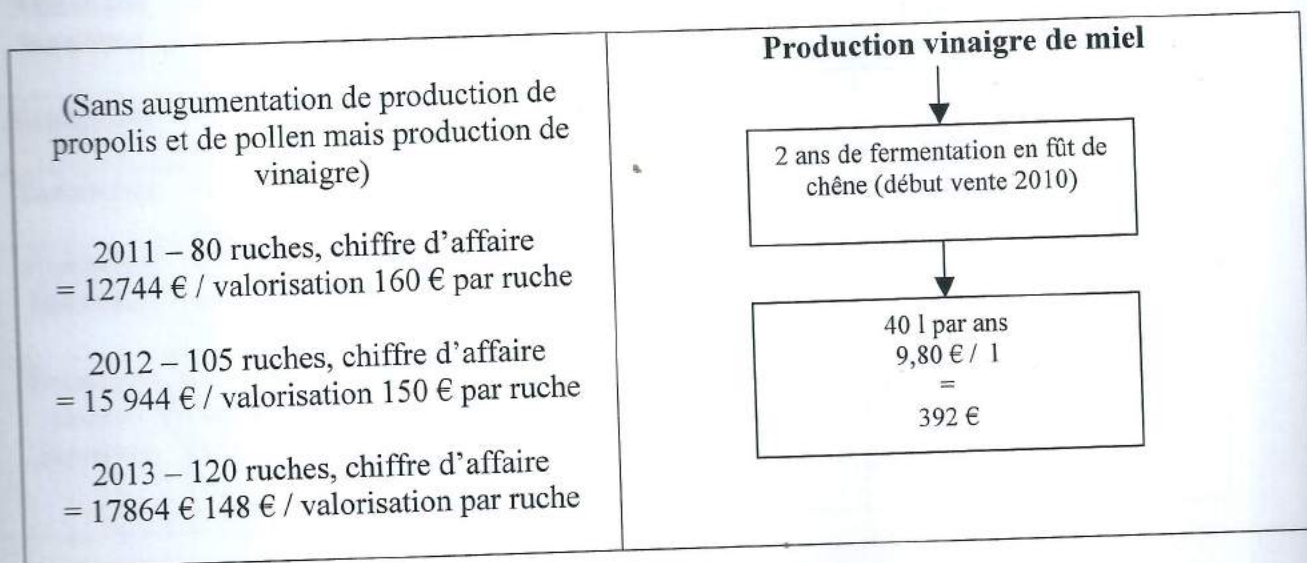 (Sans augumentation de production de
propolis et de pollen mais production de
vinaigre)
2011 – 80 ruches, chiffre d'affaire
= 12744 € / valorisation 160 € par ruche
2012 – 105 ruches, chiffre d'affaire
= 15 944 € / valorisation 150 € par ruche
2013 – 120 ruches, chiffre d'affaire
= 17864 € 148 € / valorisation par ruche
Production vinaigre de miel
2 ans de fermentation en fût de
chêne (début vente 2010)
40 l par ans
9,80 € / l
=
392 €